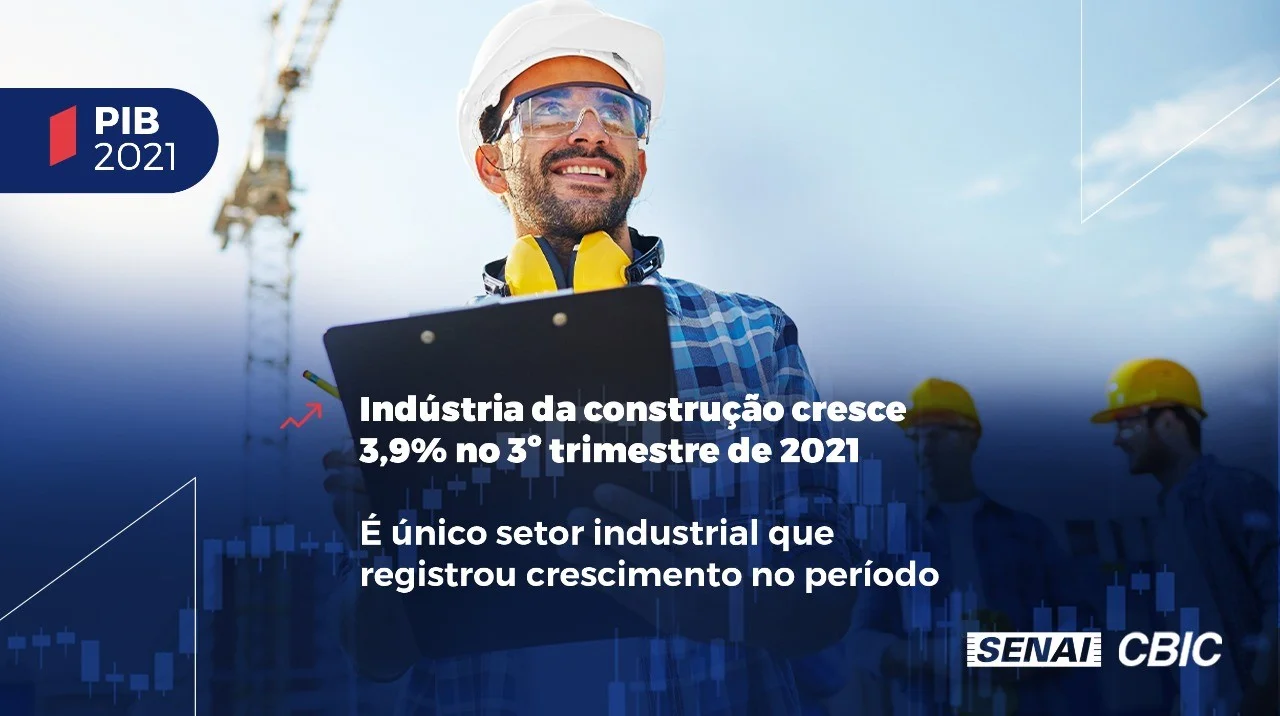 PIB
2021
Indústria da construção cresce
3,9% no 3º trimestre de 2021
É único setor industrial que
registrou crescimento no período
SENAI CBIC